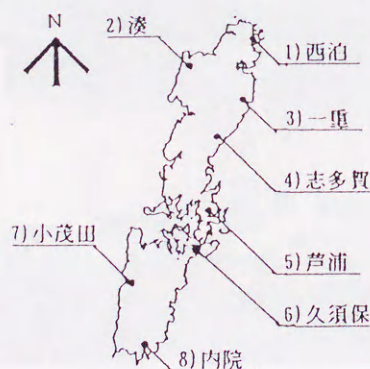 N
2)湊
1)西泊
3)一重
4)志多賀
7)小茂田
5)芦浦
6)久須保
8)内院